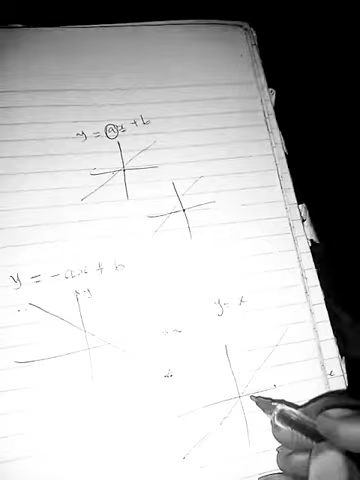 y = ax + b
y = -ax + b
y
y = x